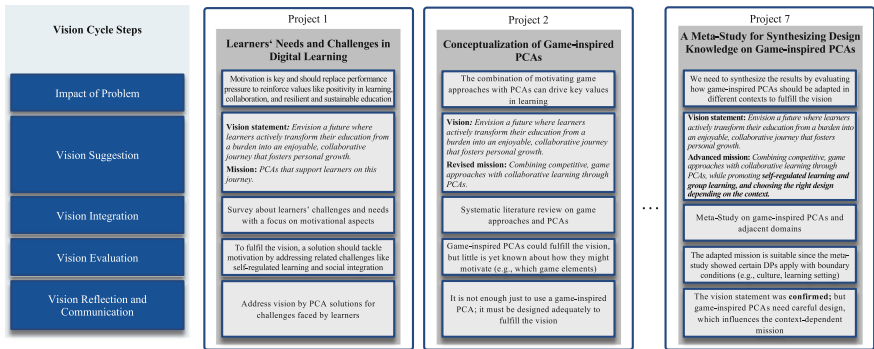 Vision Cycle Steps
Impact of Problem
Vision Suggestion
Vision Integration
Vision Evaluation
Vision Reflection and
Communication
Project 1
Learners' Needs and Challenges in
Digital Learning
Motivation is key and should replace performance
pressure to reinforce values like positivity in learning,
collaboration, and resilient and sustainable education
Vision statement: Envision a future where
learners actively transform their education from
a burden into an enjoyable, collaborative
journey that fosters personal growth.
Mission: PCAs that support learners on this
journey.
Survey about learners' challenges and needs
with a focus on motivational aspects
To fulfil the vision, a solution should tackle
motivation by addressing related challenges like
self-regulated learning and social integration
Address vision by PCA solutions for
challenges faced by learners
Project 2
Conceptualization of Game-inspired
PCAs
The combination of motivating game
approaches with PCAs can drive key values
in learning
Vision: Envision a future where learners
actively transform their education from a
burden into an enjoyable, collaborative
journey that fosters personal growth.
Revised mission: Combining competitive, game
approaches with collaborative learning through
PCAs.
Systematic literature review on game
approaches and PCAs
Game-inspired PCAs could fulfill the vision,
but little is yet known about how they might
motivate (e.g., which game elements)
It is not enough just to use a game-inspired
PCA; it must be designed adequately to
fulfill the vision
...
Project 7
A Meta-Study for Synthesizing Design
Knowledge on Game-inspired PCAs
We need to synthesize the results by evaluating
how game-inspired PCAs should be adapted in
different contexts to fulfill the vision
Vision statement: Envision a future where learners
actively transform their education from a burden into
an enjoyable, collaborative journey that fosters
personal growth.
Advanced mission: Combining competitive, game
approaches with collaborative learning through
PCAs, while promoting self-regulated learning and
group learning, and choosing the right design
depending on the context.
Meta-Study on game-inspired PCAs and
adjacent domains
The adapted mission is suitable since the meta-
study showed certain DPs apply with boundary
conditions (e.g., culture, learning setting)
The vision statement was confirmed; but
game-inspired PCAs need careful design,
which influences the context-dependent
mission